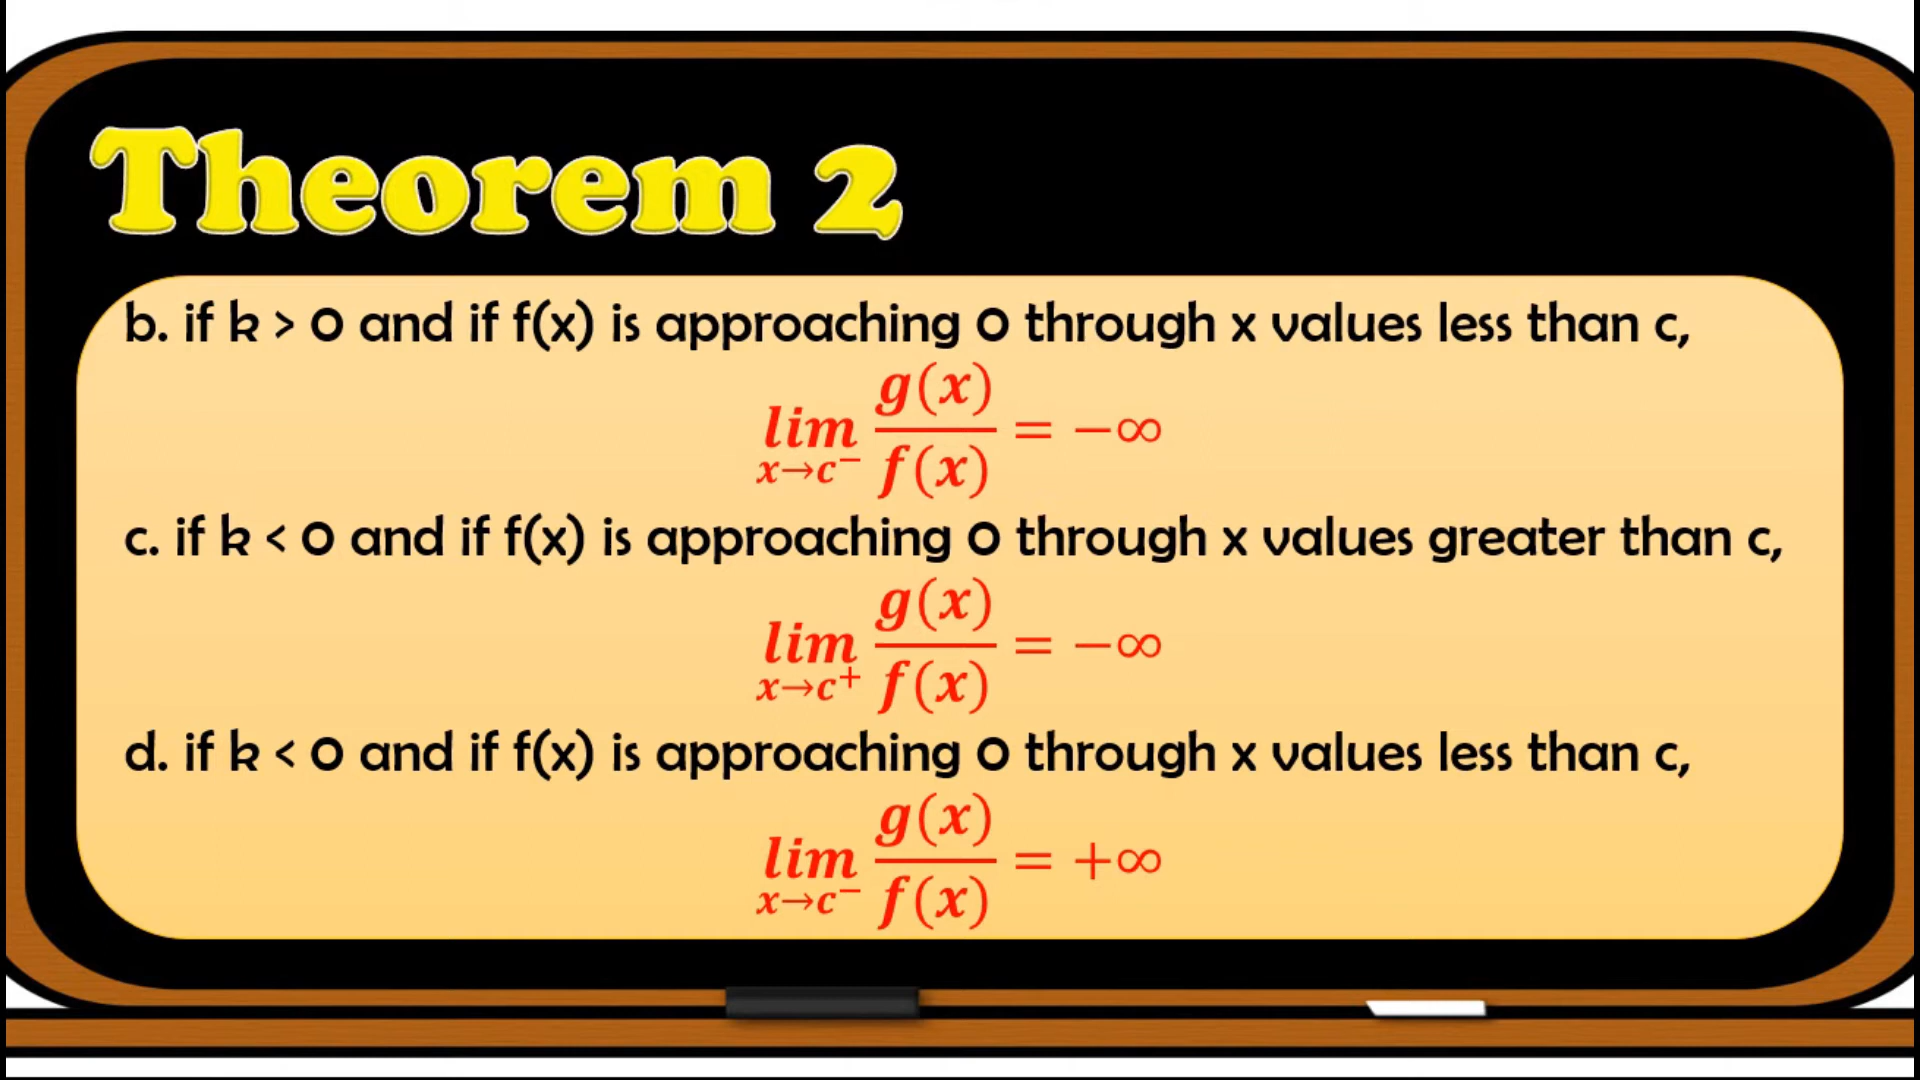 Theorem 2
b. if k > 0 and if f(x) is approaching 0 through x values less than c,
lim x→c⁻ g(x)/f(x) = −∞
c. if k < 0 and if f(x) is approaching 0 through x values greater than c,
lim x→c⁺ g(x)/f(x) = −∞
d. if k < 0 and if f(x) is approaching 0 through x values less than c,
lim x→c⁻ g(x)/f(x) = +∞